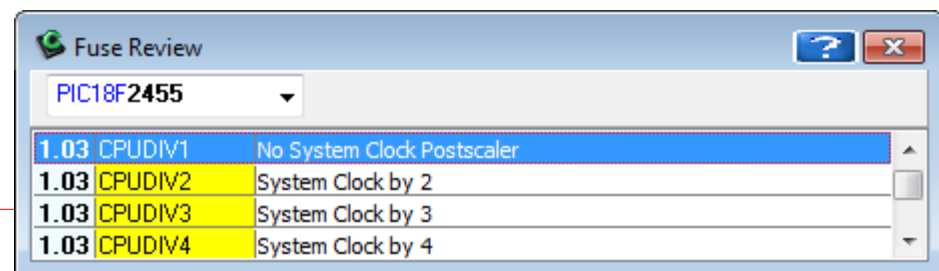 Fuse Review
PIC18F2455
1.03 CPUDIV1 No System Clock Postscaler
1.03 CPUDIV2 System Clock by 2
1.03 CPUDIV3 System Clock by 3
1.03 CPUDIV4 System Clock by 4